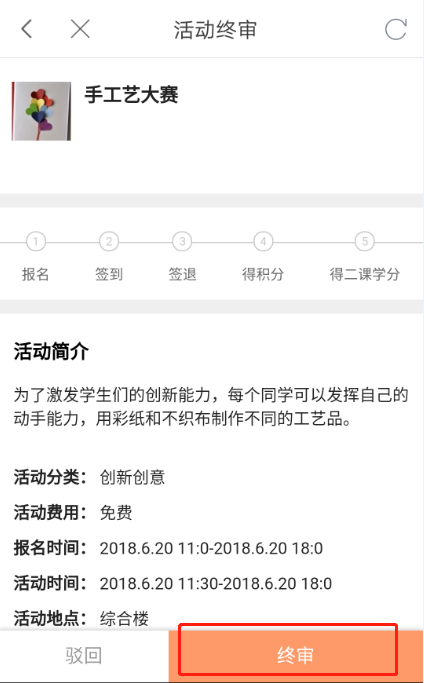 活动终审
手工艺大赛
1 2 3 4 5
报名 签到 签退 得积分 得二课学分
活动简介
为了激发学生们的创新能力，每个同学可以发挥自己的
动手能力，用彩纸和不织布制作不同的工艺品。
活动分类： 创新创意
活动费用： 免费
报名时间： 2018.6.20 11:0-2018.6.20 18:0
活动时间： 2018.6.20 11:30-2018.6.20 18:0
活动地点： 综合楼
驳回 终审